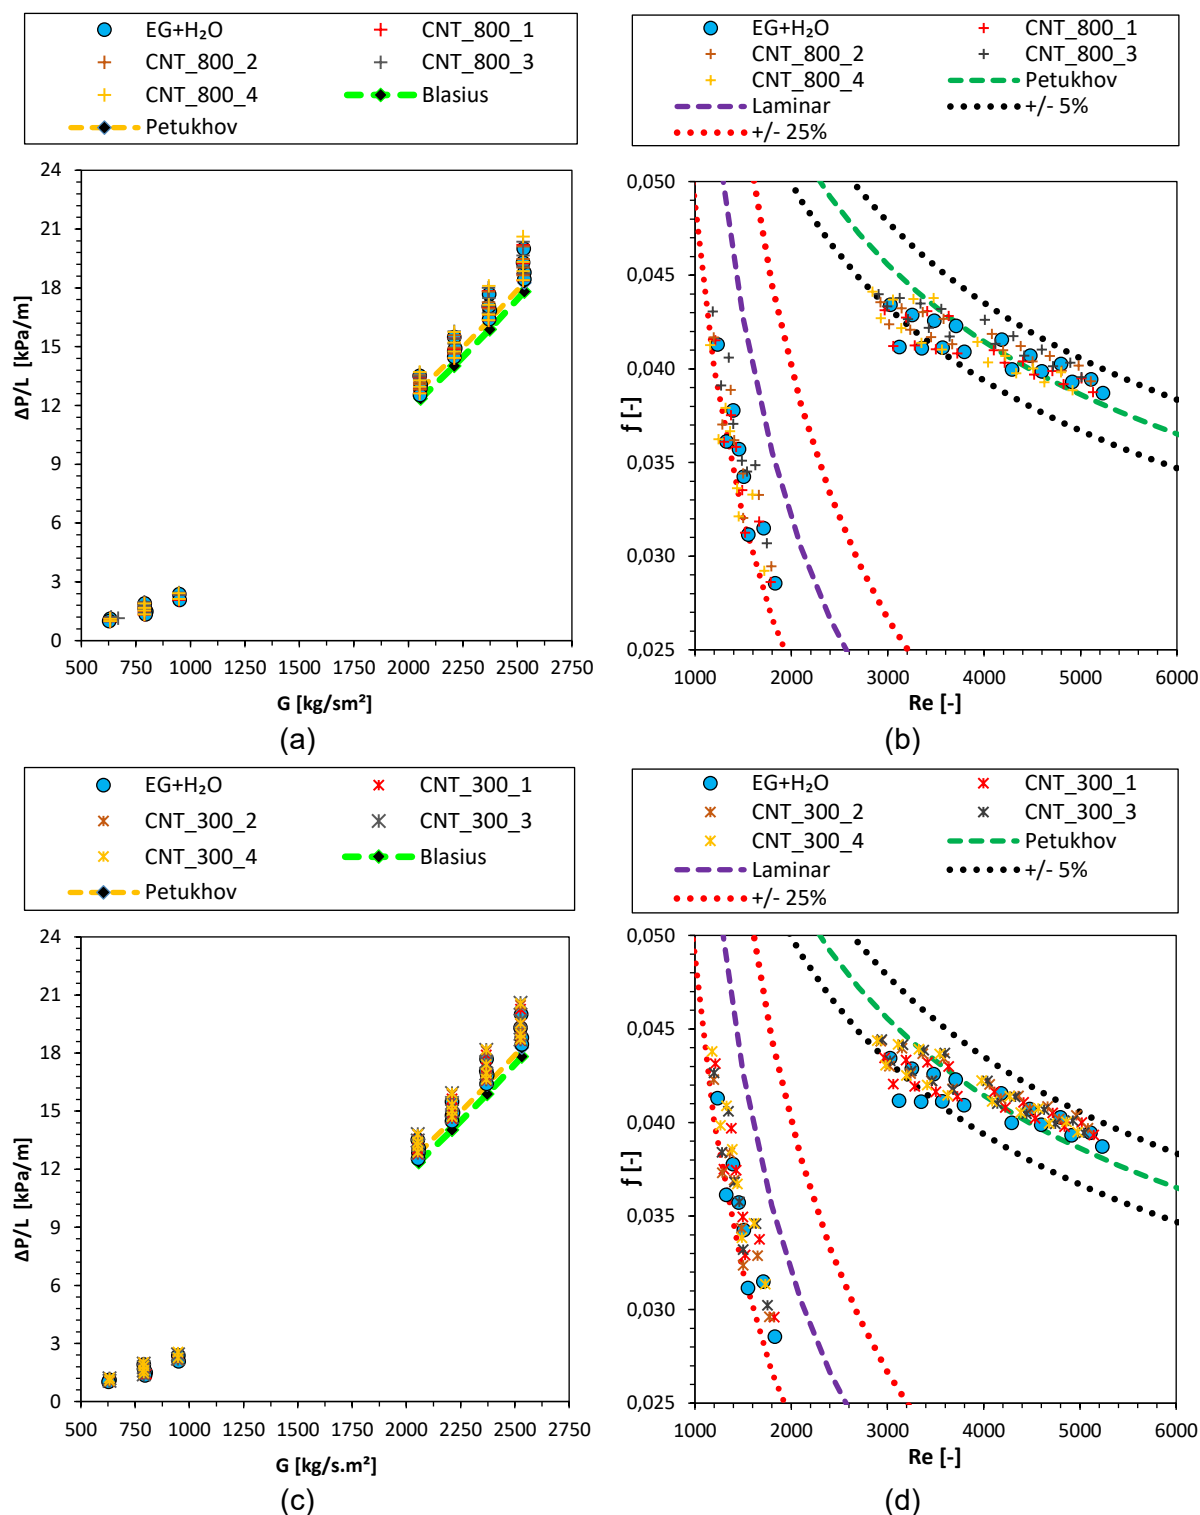 EG+H₂O CNT_800_1
CNT_800_2 CNT_800_3
CNT_800_4 Blasius
Petukhov
24
21
18
15
12
9
6
3
0
ΔP/L [kPa/m]
500 750 1000 1250 1500 1750 2000 2250 2500 2750
G [kg/sm²]
(a)
EG+H₂O CNT_800_1
CNT_800_2 CNT_800_3
CNT_800_4 Petukhov
Laminar +/- 5%
+/- 25%
0,050
0,045
0,040
0,035
0,030
0,025
f [-]
1000 2000 3000 4000 5000 6000
Re [-]
(b)
EG+H₂O CNT_300_1
CNT_300_2 CNT_300_3
CNT_300_4 Blasius
Petukhov
24
21
18
15
12
9
6
3
0
ΔP/L [kPa/m]
500 750 1000 1250 1500 1750 2000 2250 2500 2750
G [kg/s.m²]
(c)
EG+H₂O CNT_300_1
CNT_300_2 CNT_300_3
CNT_300_4 Petukhov
Laminar +/- 5%
+/- 25%
0,050
0,045
0,040
0,035
0,030
0,025
f [-]
1000 2000 3000 4000 5000 6000
Re [-]
(d)